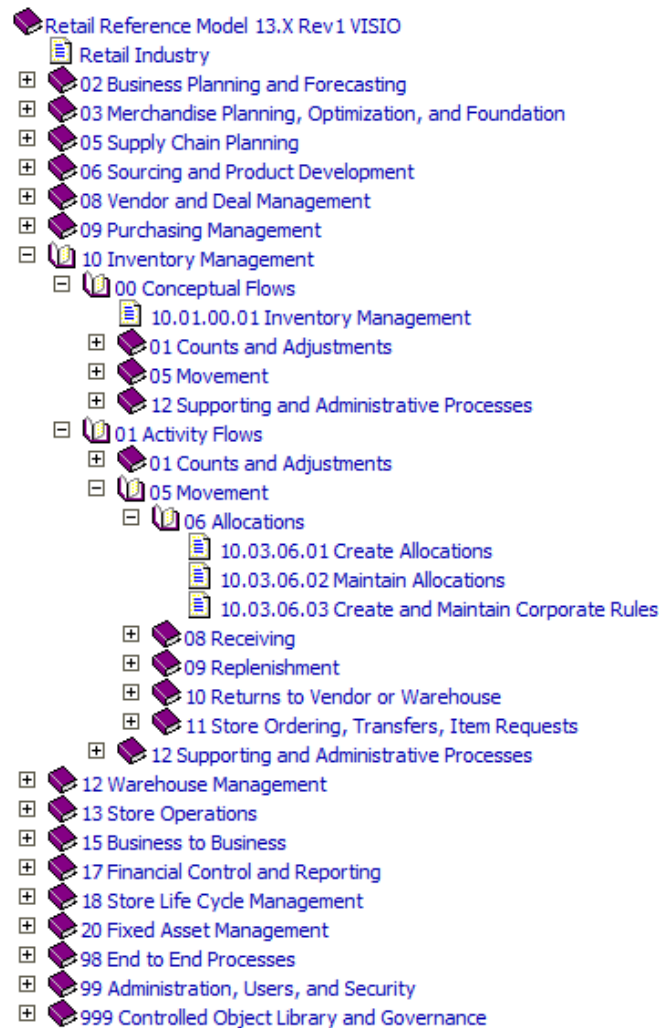 Retail Reference Model 13.X Rev1 VISIO
Retail Industry
02 Business Planning and Forecasting
03 Merchandise Planning, Optimization, and Foundation
05 Supply Chain Planning
06 Sourcing and Product Development
08 Vendor and Deal Management
09 Purchasing Management
10 Inventory Management
00 Conceptual Flows
10.01.00.01 Inventory Management
01 Counts and Adjustments
05 Movement
12 Supporting and Administrative Processes
01 Activity Flows
01 Counts and Adjustments
05 Movement
06 Allocations
10.03.06.01 Create Allocations
10.03.06.02 Maintain Allocations
10.03.06.03 Create and Maintain Corporate Rules
08 Receiving
09 Replenishment
10 Returns to Vendor or Warehouse
11 Store Ordering, Transfers, Item Requests
12 Supporting and Administrative Processes
12 Warehouse Management
13 Store Operations
15 Business to Business
17 Financial Control and Reporting
18 Store Life Cycle Management
20 Fixed Asset Management
98 End to End Processes
99 Administration, Users, and Security
999 Controlled Object Library and Governance